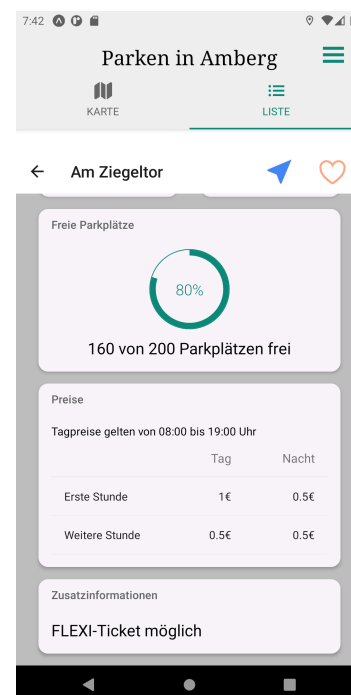 7:42
Parken in Amberg
KARTE
LISTE
Am Ziegeltor
Freie Parkplätze
80%
160 von 200 Parkplätzen frei
Preise
Tagpreise gelten von 08:00 bis 19:00 Uhr
Tag Nacht
Erste Stunde 1€ 0.5€
Weitere Stunde 0.5€ 0.5€
Zusatzinformationen
FLEXI-Ticket möglich